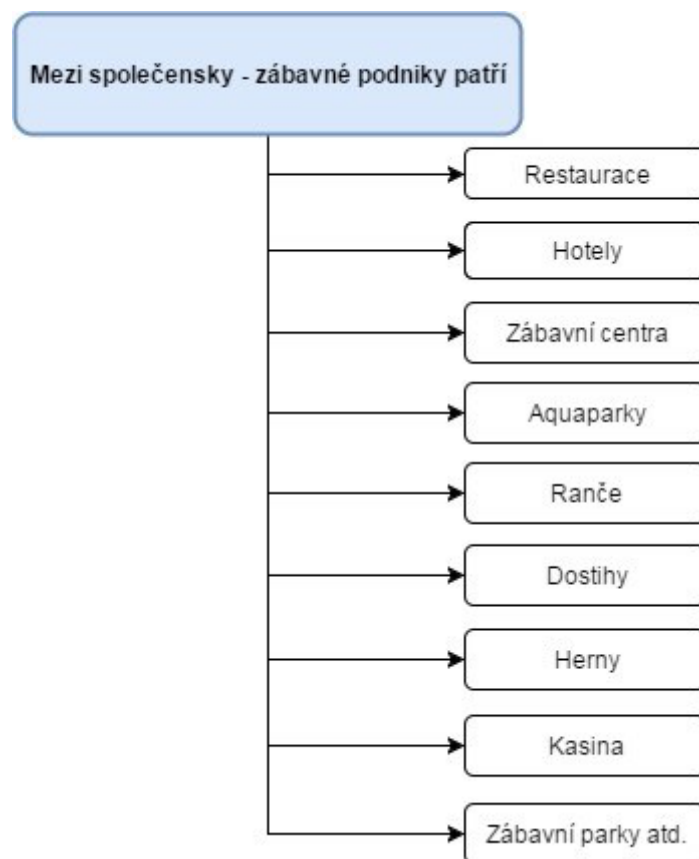 Mezi společensky - zábavné podniky patří
Restaurace
Hotely
Zábavní centra
Aquaparky
Ranče
Dostihy
Herny
Kasina
Zábavní parky atd.